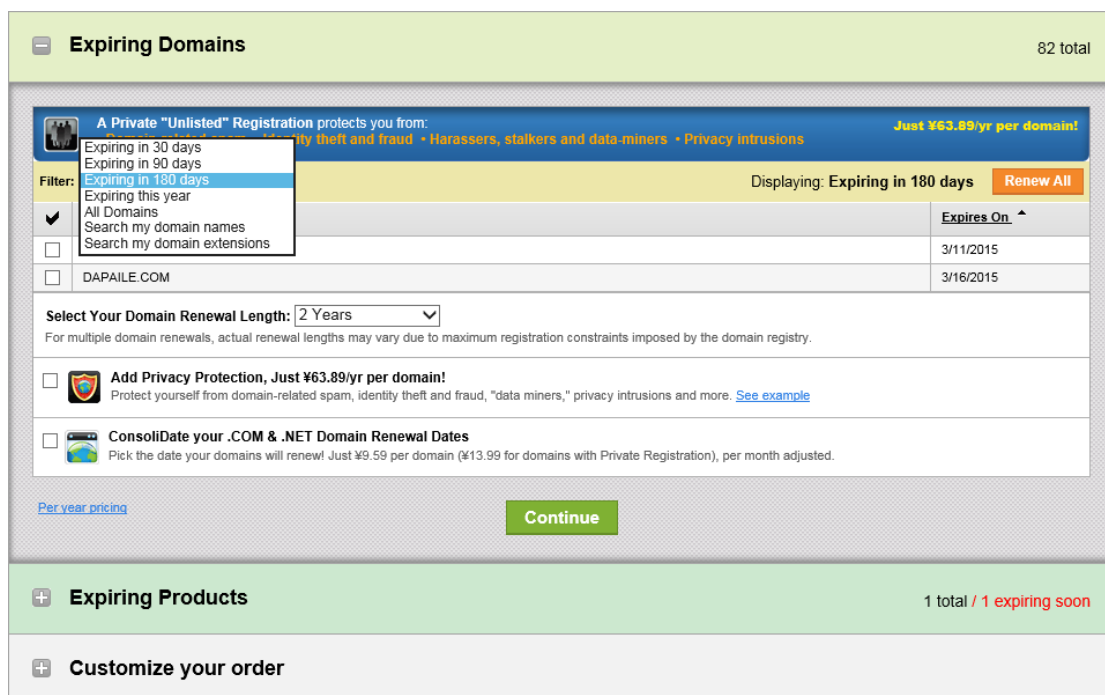 Expiring Domains
82 total
A Private "Unlisted" Registration protects you from:
Just ¥63.89/yr per domain!
theft and fraud • Harassers, stalkers and data-miners • Privacy intrusions
Expiring in 30 days
Expiring in 90 days
Filter:
Expiring in 180 days
Displaying: Expiring in 180 days
Renew All
Expiring this year
All Domains
Search my domain names
Search my domain extensions
Expires On
3/11/2015
DAPAILE.COM
3/16/2015
Select Your Domain Renewal Length: 2 Years
For multiple domain renewals, actual renewal lengths may vary due to maximum registration constraints imposed by the domain registry.
Add Privacy Protection, Just ¥63.89/yr per domain!
Protect yourself from domain-related spam, identity theft and fraud, "data miners," privacy intrusions and more. See example
ConsoliDate your .COM & .NET Domain Renewal Dates
Pick the date your domains will renew! Just ¥9.59 per domain (¥13.99 for domains with Private Registration), per month adjusted.
Per year pricing
Continue
Expiring Products
1 total / 1 expiring soon
Customize your order